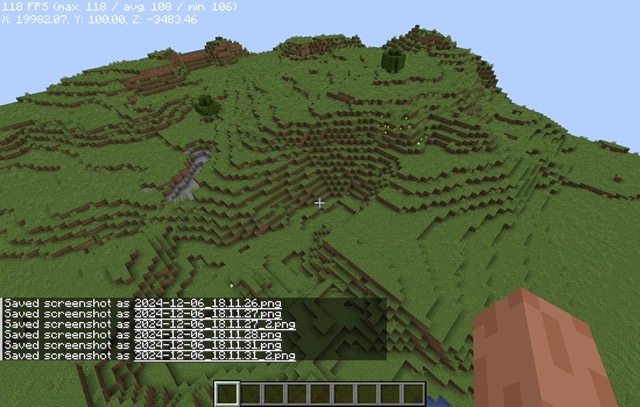 118 FPS (max. 118 / avg. 108 / min. 106)
X: 19982.07, Y: 100.00, Z: -3483.46
Saved screenshot as 2024-12-06_18.11.26.png
Saved screenshot as 2024-12-06_18.11.27.png
Saved screenshot as 2024-12-06_18.11.27_2.png
Saved screenshot as 2024-12-06_18.11.28.png
Saved screenshot as 2024-12-06_18.11.31.png
Saved screenshot as 2024-12-06_18.11.31_2.png